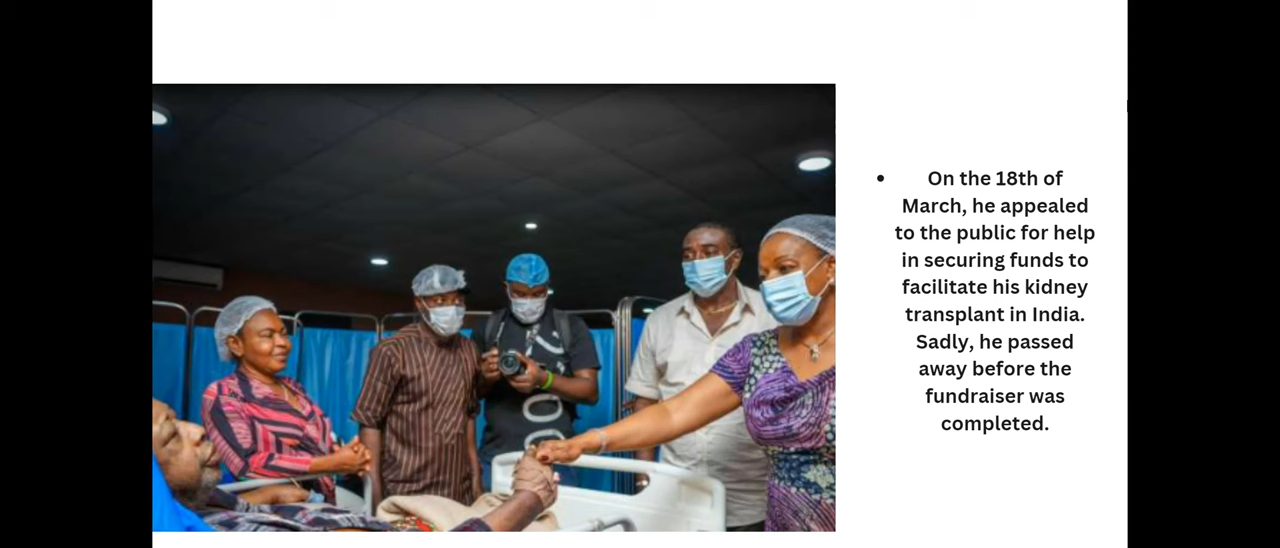 On the 18th of
March, he appealed
to the public for help
in securing funds to
facilitate his kidney
transplant in India.
Sadly, he passed
away before the
fundraiser was
completed.